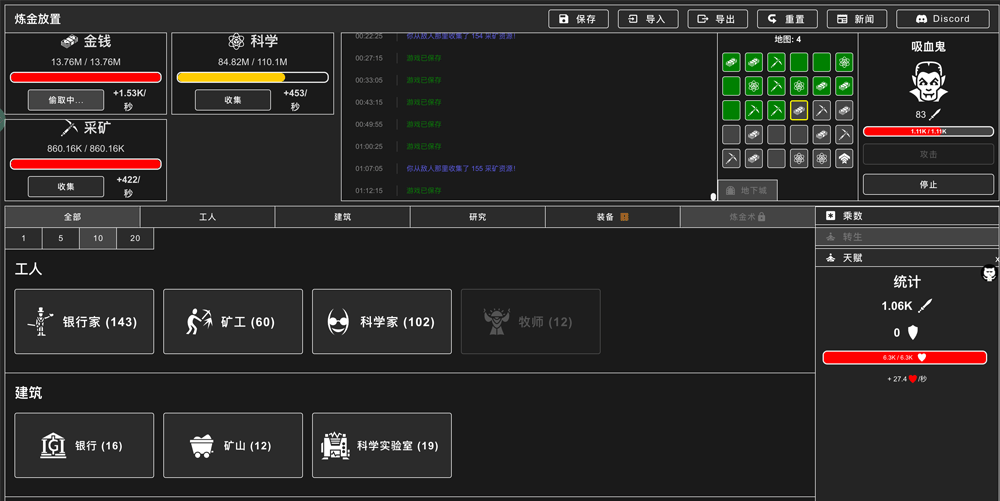 炼金放置
保存
导入
导出
重置
新闻
Discord
金钱
13.76M / 13.76M
偷取中...
+1.53K/
秒
科学
84.82M / 110.1M
收集
+453/
秒
采矿
860.16K / 860.16K
收集
+422/
秒
00:22:25 你从敌人那里收集了 154 采矿资源!
00:27:15 游戏已保存
00:33:05 游戏已保存
00:43:15 游戏已保存
00:49:55 游戏已保存
01:00:25 游戏已保存
01:07:05 你从敌人那里收集了 155 采矿资源!
01:12:15 游戏已保存
地图: 4
地下城
吸血鬼
83
1.11K / 1.11K
攻击
停止
全部
工人
建筑
研究
装备 !
炼金术
1
5
10
20
工人
银行家 (143)
矿工 (60)
科学家 (102)
牧师 (12)
建筑
银行 (16)
矿山 (12)
科学实验室 (19)
乘数
转生
天赋
x
统计
1.06K
0
6.3K / 6.3K
+ 27.4 /秒